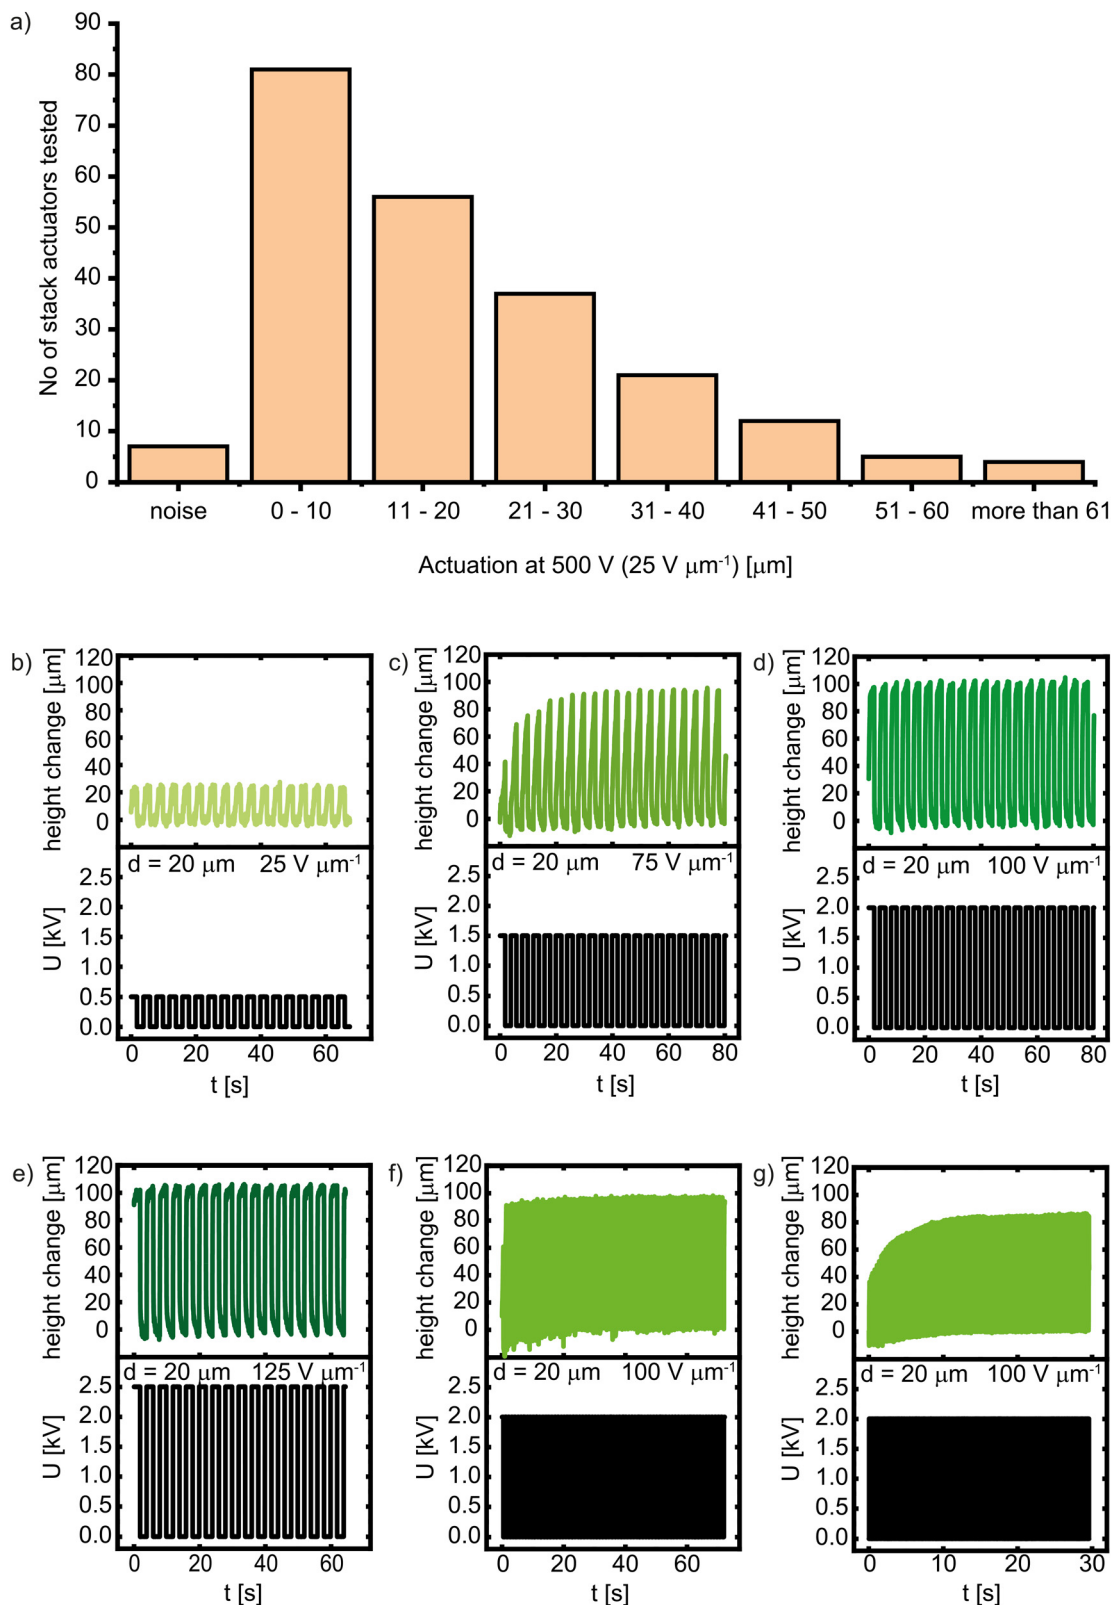 a)
90
80
70
60
50
40
30
20
10
0
No of stack actuators tested
noise 0 - 10 11 - 20 21 - 30 31 - 40 41 - 50 51 - 60 more than 61
Actuation at 500 V (25 V μm⁻¹) [μm]
b)
120
100
80
60
40
20
0
height change [μm]
d = 20 μm 25 V μm⁻¹
2.5
2.0
1.5
1.0
0.5
0.0
U [kV]
0 20 40 60
t [s]
c)
120
100
80
60
40
20
0
height change [μm]
d = 20 μm 75 V μm⁻¹
2.5
2.0
1.5
1.0
0.5
0.0
U [kV]
0 20 40 60 80
t [s]
d)
120
100
80
60
40
20
0
height change [μm]
d = 20 μm 100 V μm⁻¹
2.5
2.0
1.5
1.0
0.5
0.0
U [kV]
0 20 40 60 80
t [s]
e)
120
100
80
60
40
20
0
height change [μm]
d = 20 μm 125 V μm⁻¹
2.5
2.0
1.5
1.0
0.5
0.0
U [kV]
0 20 40 60
t [s]
f)
120
100
80
60
40
20
0
height change [μm]
d = 20 μm 100 V μm⁻¹
2.5
2.0
1.5
1.0
0.5
0.0
U [kV]
0 20 40 60
t [s]
g)
120
100
80
60
40
20
0
height change [μm]
d = 20 μm 100 V μm⁻¹
2.5
2.0
1.5
1.0
0.5
0.0
U [kV]
0 10 20 30
t [s]